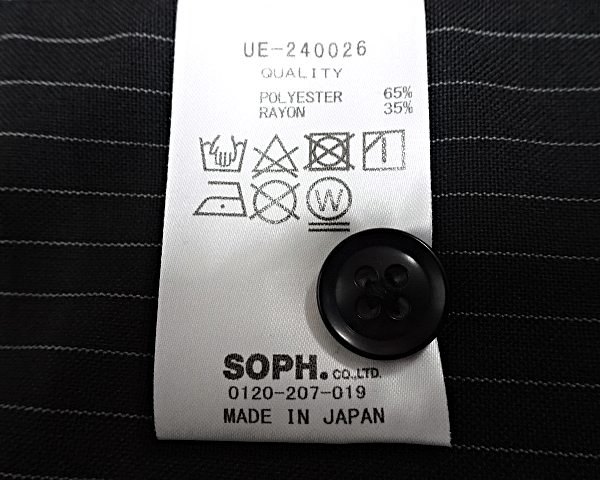 UE-240026
QUALITY
POLYESTER 65%
RAYON 35%
W
SOPH. CO.,LTD.
0120-207-019
MADE IN JAPAN